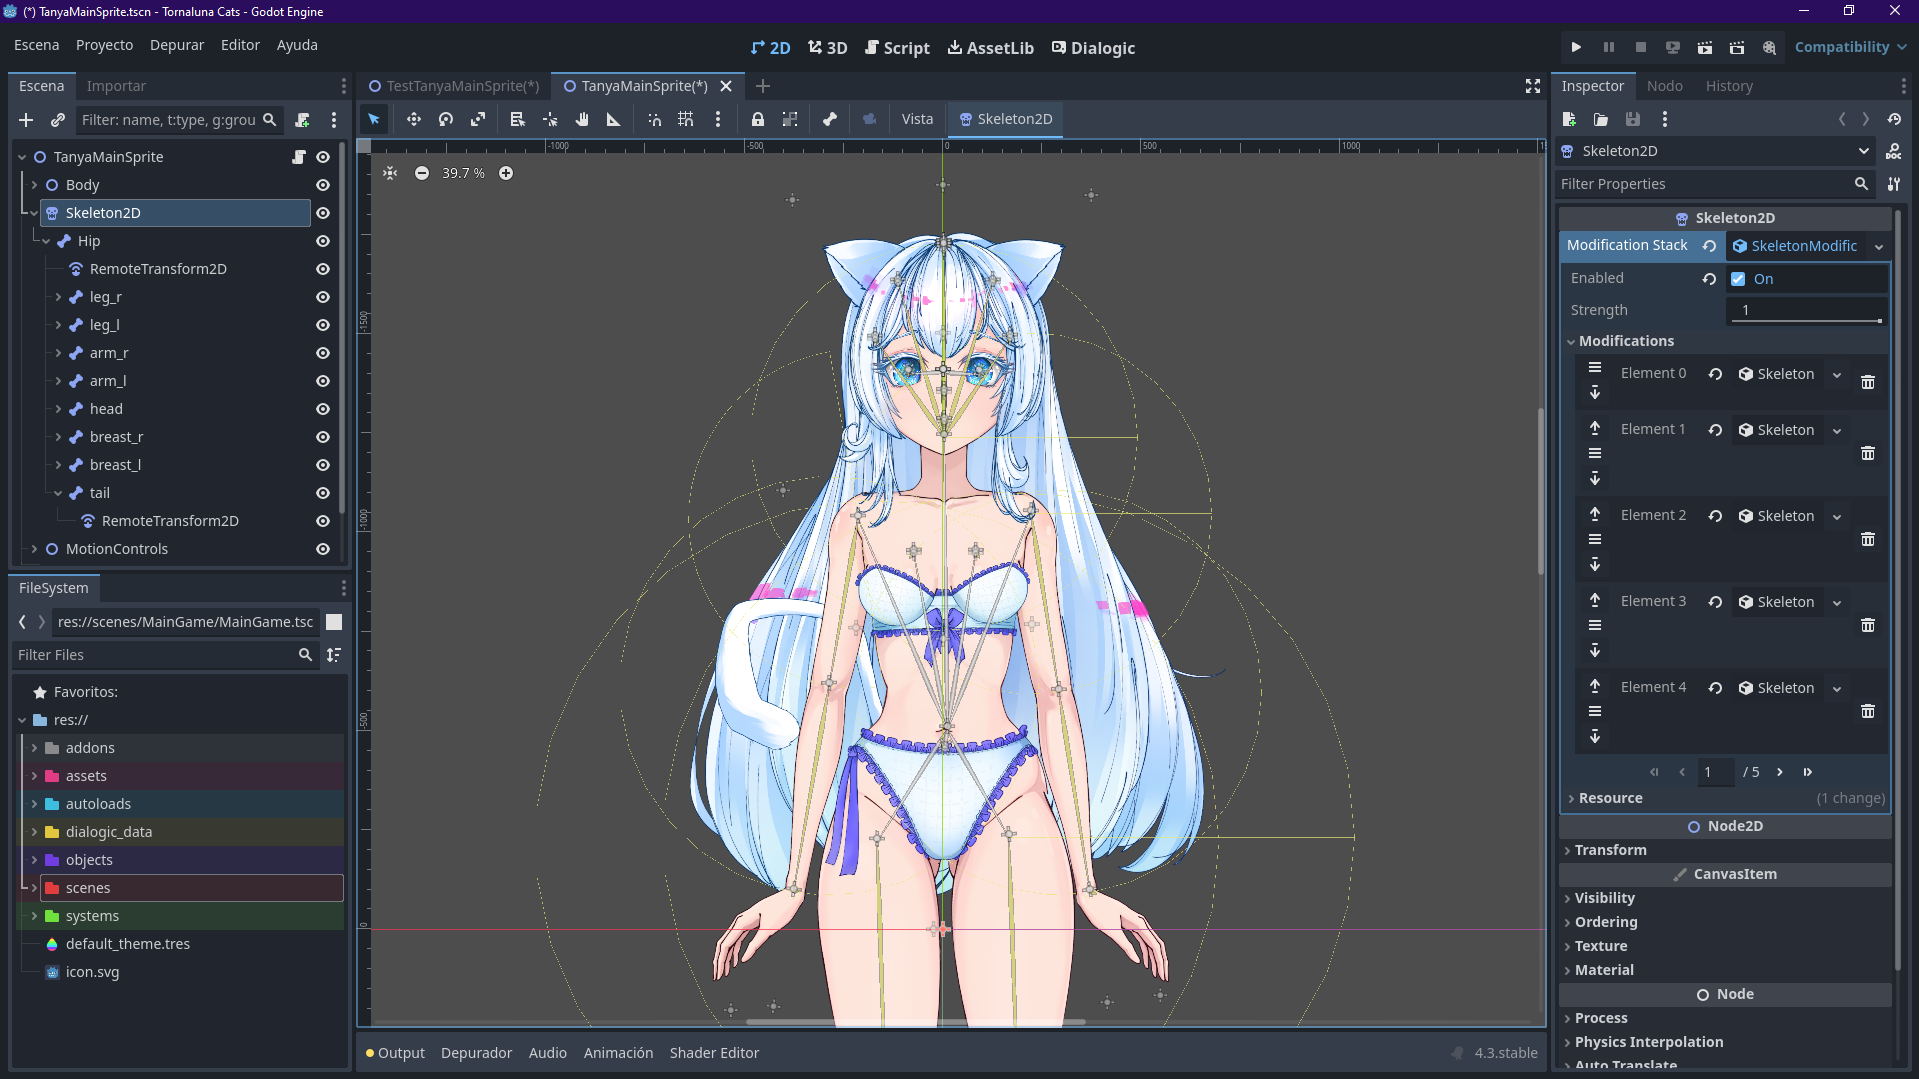 (*) TanyaMainSprite.tscn - Tornaluna Cats - Godot Engine
Escena Proyecto Depurar Editor Ayuda
2D 3D Script AssetLib Dialogic
Compatibility
Escena Importar
Filter: name, t:type, g:grou
TanyaMainSprite
Body
Skeleton2D
Hip
RemoteTransform2D
leg_r
leg_l
arm_r
arm_l
head
breast_r
breast_l
tail
RemoteTransform2D
MotionControls
FileSystem
res://scenes/MainGame/MainGame.tsc
Filter Files
Favoritos:
res://
addons
assets
autoloads
dialogic_data
objects
scenes
systems
default_theme.tres
icon.svg
TestTanyaMainSprite(*) TanyaMainSprite(*)
Vista Skeleton2D
-1000 -500 0 500 1000
39.7 %
-1500
-1000
-500
0
Output Depurador Audio Animación Shader Editor
4.3.stable
Inspector Nodo History
Skeleton2D
Filter Properties
Skeleton2D
Modification Stack SkeletonModific
Enabled On
Strength 1
Modifications
Element 0 Skeleton
Element 1 Skeleton
Element 2 Skeleton
Element 3 Skeleton
Element 4 Skeleton
1 / 5
Resource (1 change)
Node2D
Transform
CanvasItem
Visibility
Ordering
Texture
Material
Node
Process
Physics Interpolation
Auto Translate